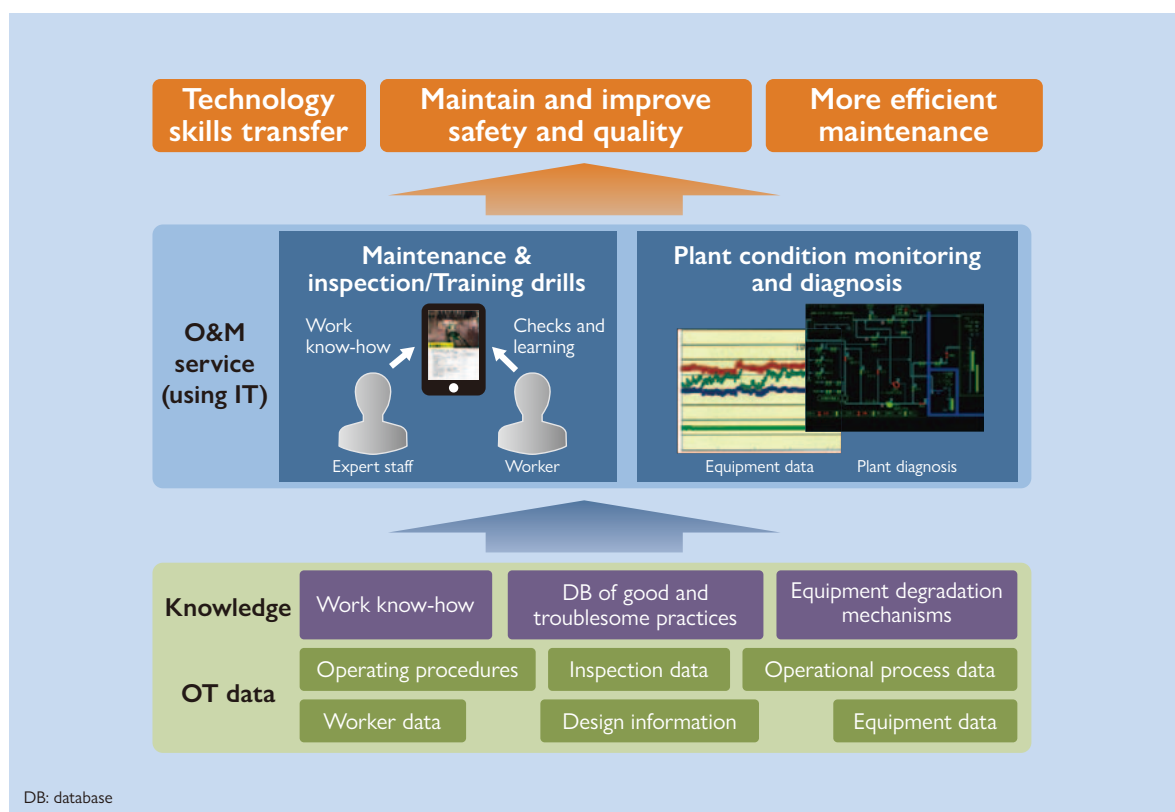 Technology
skills transfer
Maintain and improve
safety and quality
More efficient
maintenance
O&M
service
(using IT)
Maintenance &
inspection/Training drills
Work
know-how
Checks and
learning
Expert staff
Worker
Plant condition monitoring
and diagnosis
Equipment data
Plant diagnosis
Knowledge
Work know-how
DB of good and
troublesome practices
Equipment degradation
mechanisms
OT data
Operating procedures
Inspection data
Operational process data
Worker data
Design information
Equipment data
DB: database